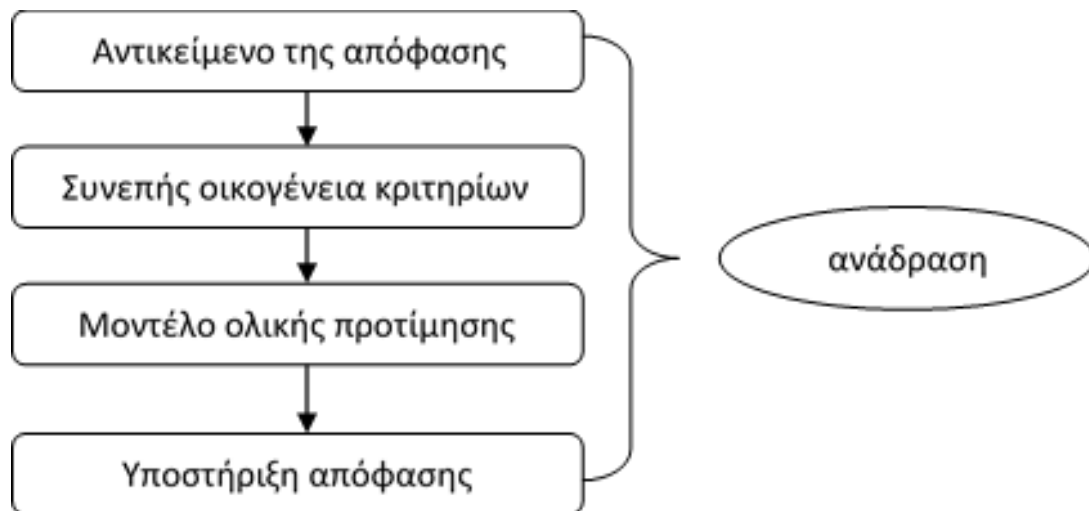 Αντικείμενο της απόφασης
Συνεπής οικογένεια κριτηρίων
Μοντέλο ολικής προτίμησης
Υποστήριξη απόφασης
ανάδραση